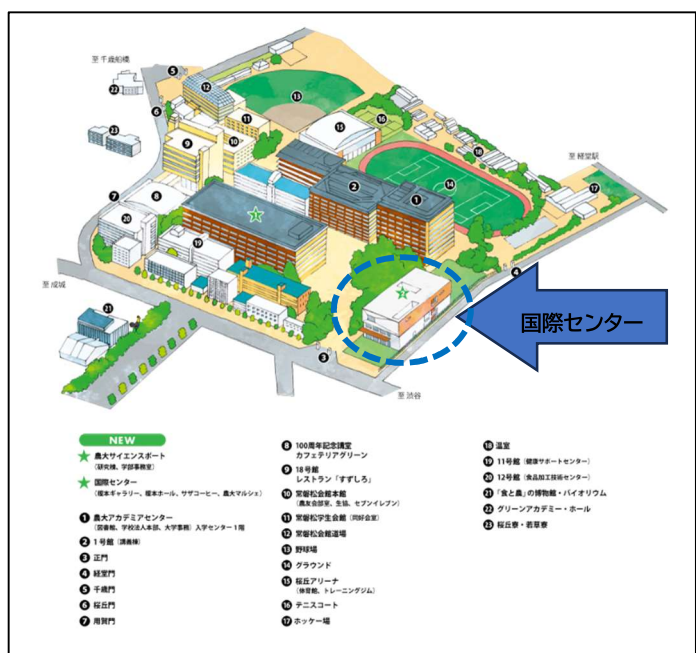 至 千歳船橋
至 経堂駅
至 成城
国際センター
至 渋谷
NEW
農大サイエンスポート
(研究棟、学部事務室)
国際センター
(榎本ギャラリー、榎本ホール、サザコーヒー、農大マルシェ)
1 農大アカデミアセンター
(図書館、学校法人本部、大学事務) 入学センター1階
2 1号館 (講義棟)
3 正門
4 経堂門
5 千歳門
6 桜丘門
7 用賀門
8 100周年記念講堂
カフェテリアグリーン
9 18号館
レストラン「すずしろ」
10 常磐松会館本館
(農友会部室、生協、セブンイレブン)
11 常磐松学生会館 (同好会室)
12 常磐松会館道場
13 野球場
14 グラウンド
15 桜丘アリーナ
(体育館、トレーニングジム)
16 テニスコート
17 ホッケー場
18 温室
19 11号館 (健康サポートセンター)
20 12号館 (食品加工技術センター)
21 「食と農」の博物館・バイオリウム
22 グリーンアカデミー・ホール
23 桜丘寮・若草寮